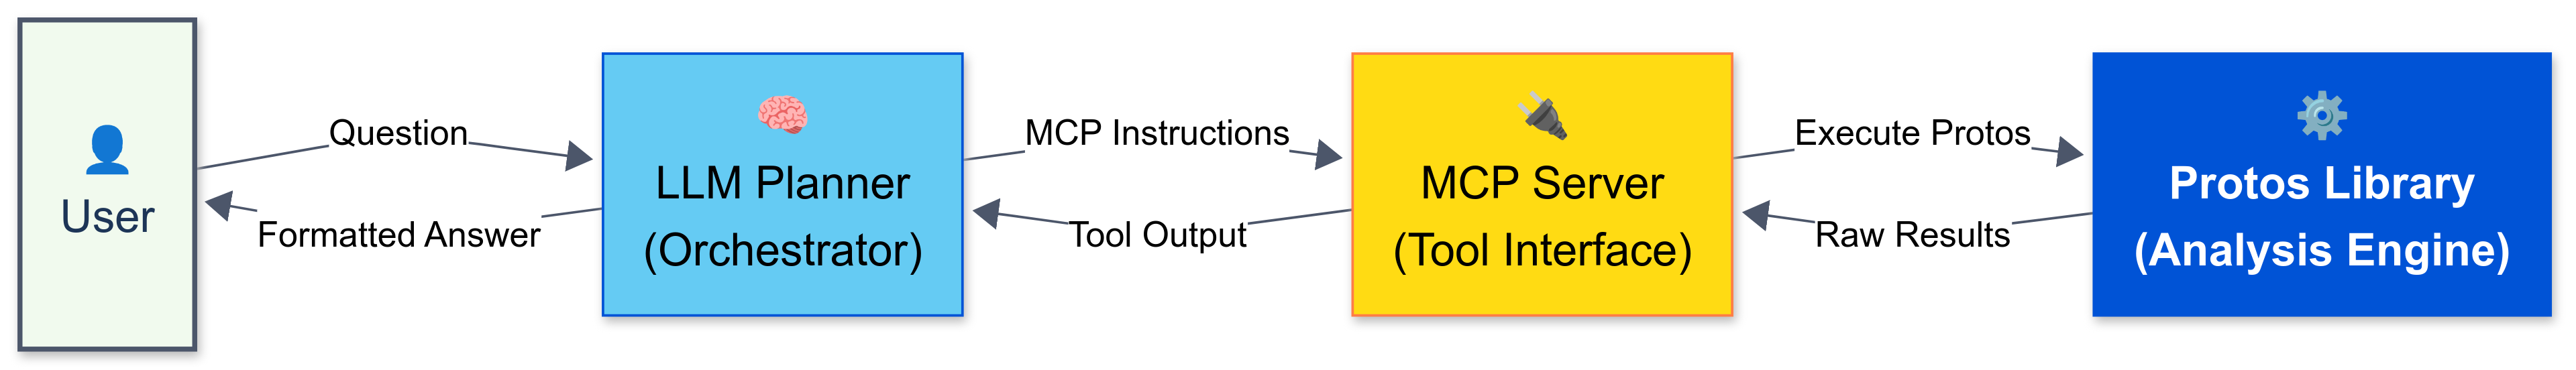 User
Question
Formatted Answer
LLM Planner
(Orchestrator)
MCP Instructions
Tool Output
MCP Server
(Tool Interface)
Execute Protos
Raw Results
Protos Library
(Analysis Engine)